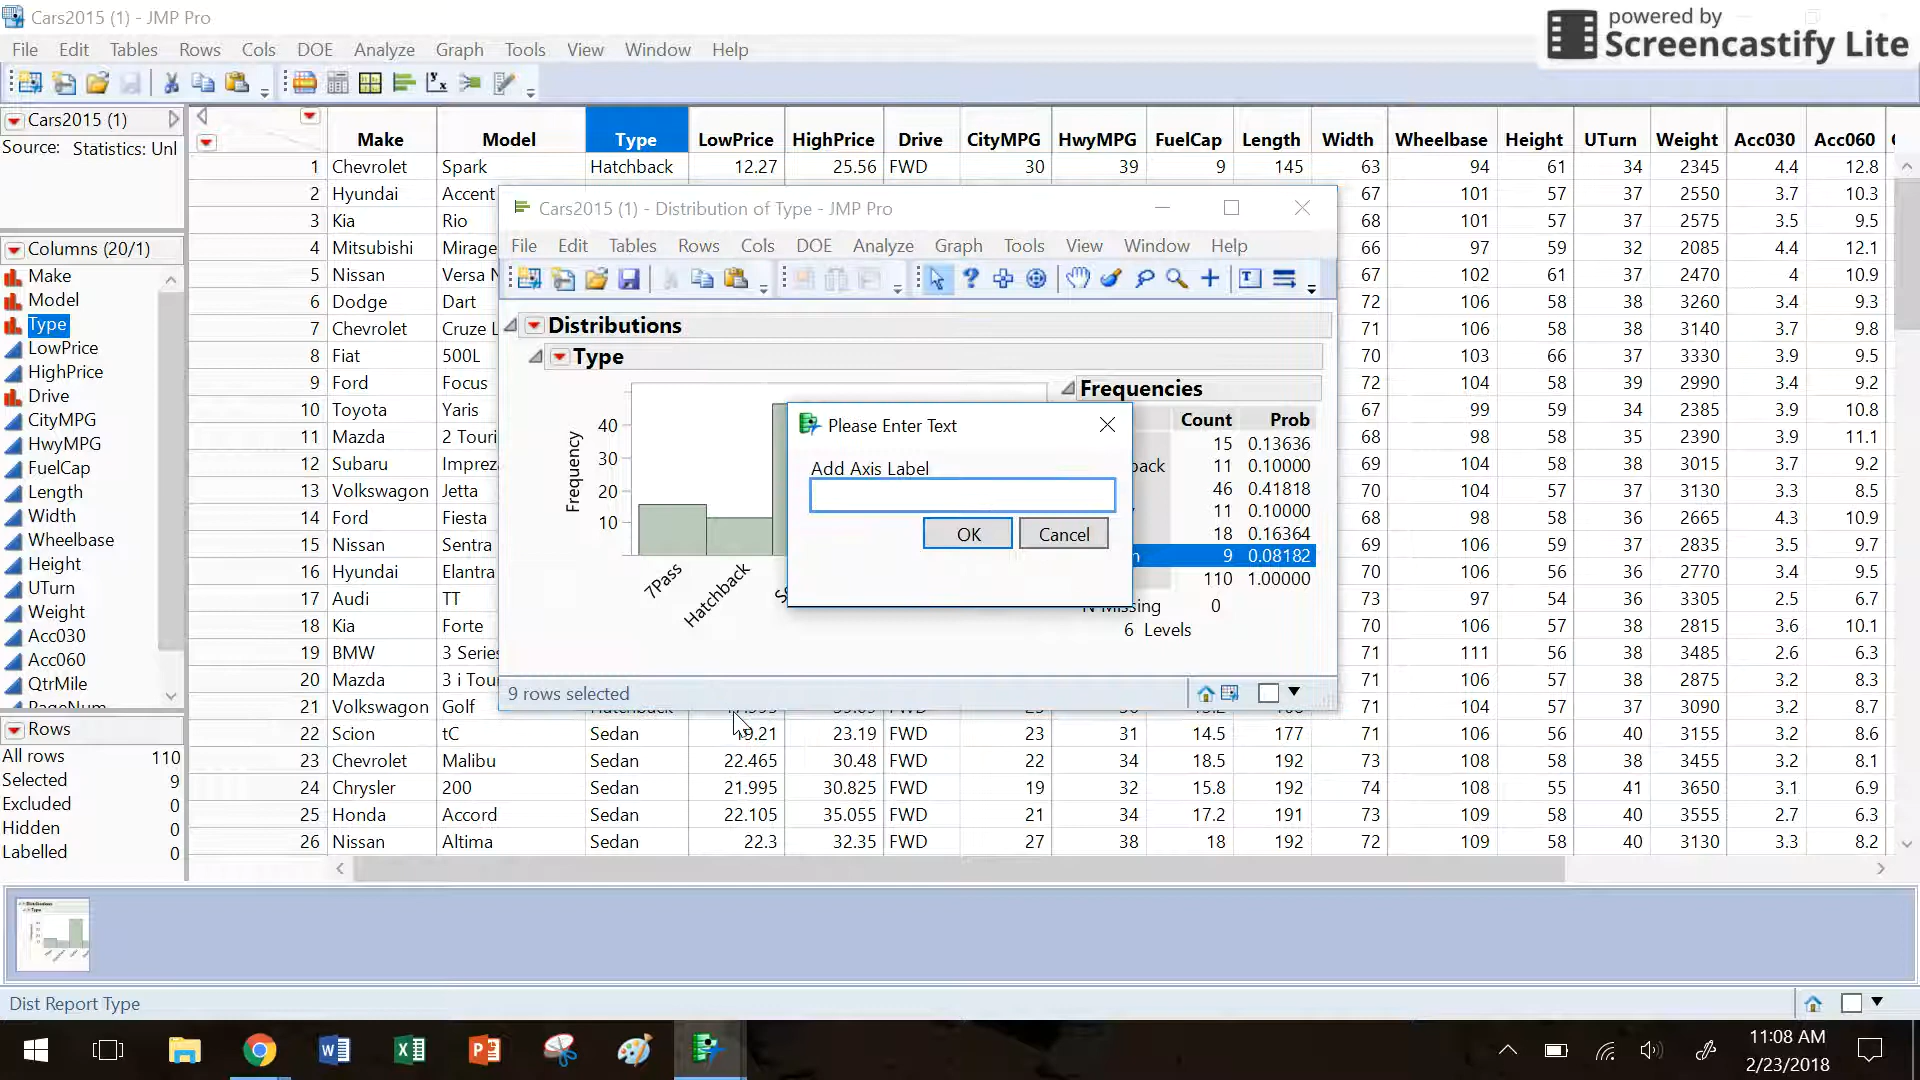 Cars2015 (1) - JMP Pro
powered by
Screencastify Lite
File Edit Tables Rows Cols DOE Analyze Graph Tools View Window Help
Cars2015 (1)
Source: Statistics: Unl
Columns (20/1)
Make
Model
Type
LowPrice
HighPrice
Drive
CityMPG
HwyMPG
FuelCap
Length
Width
Wheelbase
Height
UTurn
Weight
Acc030
Acc060
QtrMile
PageNum
Rows
All rows 110
Selected 9
Excluded 0
Hidden 0
Labelled 0
Make Model Type LowPrice HighPrice Drive CityMPG HwyMPG FuelCap Length Width Wheelbase Height UTurn Weight Acc030 Acc060
1 Chevrolet Spark Hatchback 12.27 25.56 FWD 30 39 9 145 63 94 61 34 2345 4.4 12.8
2 Hyundai Accent 67 101 57 37 2550 3.7 10.3
3 Kia Rio 68 101 57 37 2575 3.5 9.5
4 Mitsubishi Mirage 66 97 59 32 2085 4.4 12.1
5 Nissan Versa N 67 102 61 37 2470 4 10.9
6 Dodge Dart 72 106 58 38 3260 3.4 9.3
7 Chevrolet Cruze L 71 106 58 38 3140 3.7 9.8
8 Fiat 500L 70 103 66 37 3330 3.9 9.5
9 Ford Focus 72 104 58 39 2990 3.4 9.2
10 Toyota Yaris 67 99 59 34 2385 3.9 10.8
11 Mazda 2 Touri 68 98 58 35 2390 3.9 11.1
12 Subaru Imprez 69 104 58 38 3015 3.7 9.2
13 Volkswagon Jetta 70 104 57 37 3130 3.3 8.5
14 Ford Fiesta 68 98 58 36 2665 4.3 10.9
15 Nissan Sentra 69 106 59 37 2835 3.5 9.7
16 Hyundai Elantra 70 106 56 36 2770 3.4 9.5
17 Audi TT 73 97 54 36 3305 2.5 6.7
18 Kia Forte 70 106 57 38 2815 3.6 10.1
19 BMW 3 Series 71 111 56 38 3485 2.6 6.3
20 Mazda 3 i Tour 71 106 57 38 2875 3.2 8.3
21 Volkswagon Golf 71 104 57 37 3090 3.2 8.7
22 Scion tC Sedan 19.21 23.19 FWD 23 31 14.5 177 71 106 56 40 3155 3.2 8.6
23 Chevrolet Malibu Sedan 22.465 30.48 FWD 22 34 18.5 192 73 108 58 38 3455 3.2 8.1
24 Chrysler 200 Sedan 21.995 30.825 FWD 19 32 15.8 192 74 108 55 41 3650 3.1 6.9
25 Honda Accord Sedan 22.105 35.055 FWD 21 34 17.2 191 73 109 58 40 3555 2.7 6.3
26 Nissan Altima Sedan 22.3 32.35 FWD 27 38 18 192 72 109 58 40 3130 3.3 8.2
Cars2015 (1) - Distribution of Type - JMP Pro
File Edit Tables Rows Cols DOE Analyze Graph Tools View Window Help
Distributions
Type
Frequency
40
30
20
10
7Pass
Hatchback
Frequencies
Count Prob
15 0.13636
back 11 0.10000
46 0.41818
11 0.10000
18 0.16364
n 9 0.08182
110 1.00000
N Missing 0
6 Levels
9 rows selected
Please Enter Text
Add Axis Label
OK Cancel
Dist Report Type
11:08 AM
2/23/2018